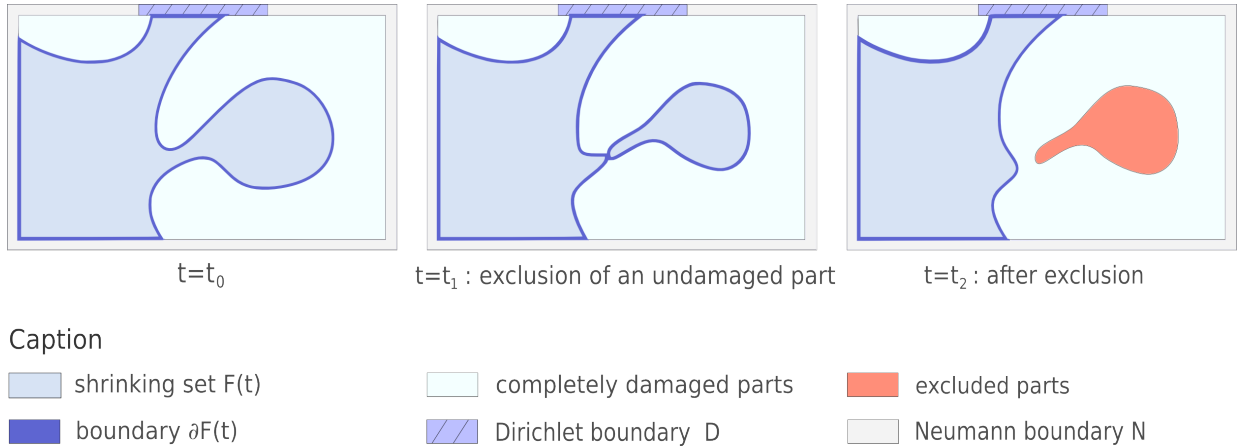 t=t₀
t=t₁ : exclusion of an undamaged part
t=t₂ : after exclusion
Caption
shrinking set F(t)
completely damaged parts
excluded parts
boundary ∂F(t)
Dirichlet boundary D
Neumann boundary N